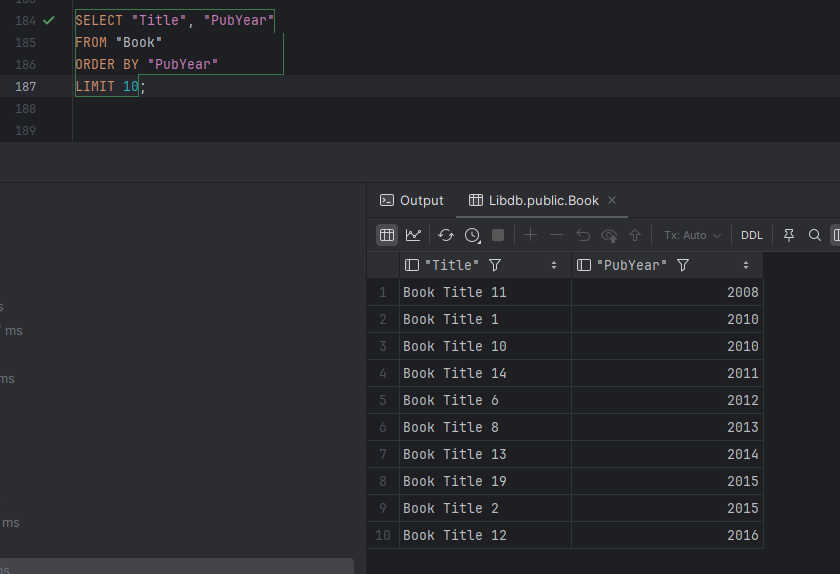 184 SELECT "Title", "PubYear"
185 FROM "Book"
186 ORDER BY "PubYear"
187 LIMIT 10;
188
189
Output Libdb.public.Book ×
Tx: Auto DDL
"Title" "PubYear"
1 Book Title 11 2008
2 Book Title 1 2010
s
3 Book Title 10 2010
ms
4 Book Title 14 2011
ms
5 Book Title 6 2012
6 Book Title 8 2013
7 Book Title 13 2014
8 Book Title 19 2015
9 Book Title 2 2015
ms
10 Book Title 12 2016